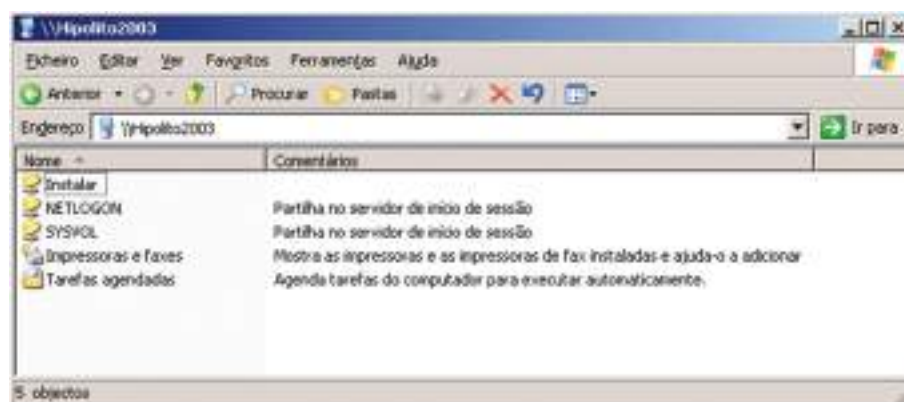 \\Hipolito2003
Ficheiro Editar Ver Favoritos Ferramentas Ajuda
Anterior Procurar Pastas
Endereço \\Hipolito2003 Ir para
Nome Comentários
Instalar
NETLOGON Partilha no servidor de início de sessão
SYSVOL Partilha no servidor de início de sessão
Impressoras e faxes Mostra as impressoras e as impressoras de fax instaladas e ajuda-o a adicionar
Tarefas agendadas Agenda tarefas do computador para executar automaticamente.
5 objectos